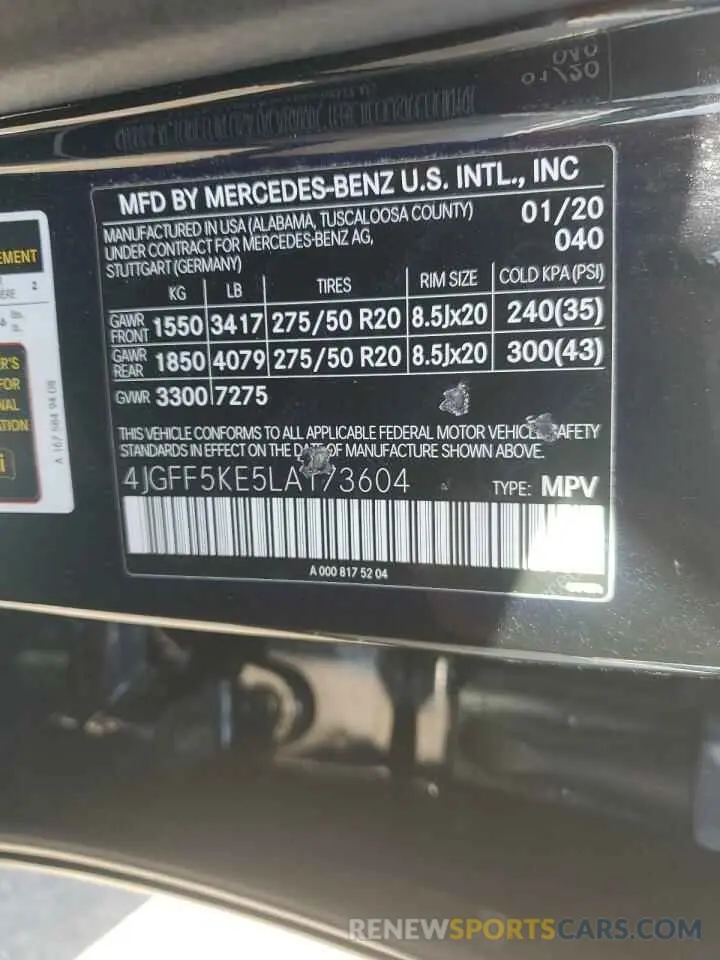 MFD BY MERCEDES-BENZ U.S. INTL., INC
MANUFACTURED IN USA (ALABAMA, TUSCALOOSA COUNTY) 01/20
UNDER CONTRACT FOR MERCEDES-BENZ AG, 040
STUTTGART (GERMANY)
KG LB TIRES RIM SIZE COLD KPA (PSI)
GAWR FRONT 1550 3417 275/50 R20 8.5Jx20 240(35)
GAWR REAR 1850 4079 275/50 R20 8.5Jx20 300(43)
GVWR 3300 7275
THIS VEHICLE CONFORMS TO ALL APPLICABLE FEDERAL MOTOR VEHICLE SAFETY
STANDARDS IN EFFECT ON THE DATE OF MANUFACTURE SHOWN ABOVE.
4JGFF5KE5LA173604 TYPE: MPV
A 000 817 52 04
A 167 584 94 08
RENEWSPORTSCARS.COM